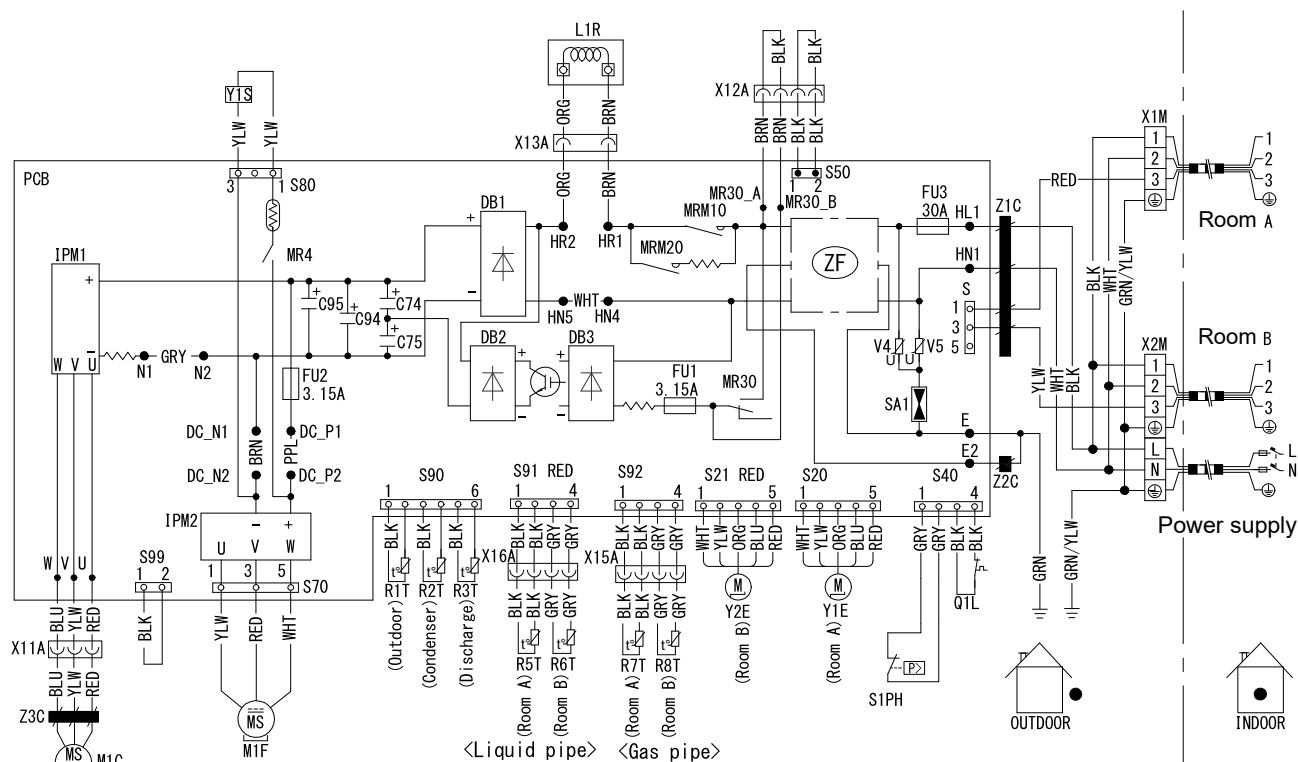 L1R
ORG
BRN
X13A
ORG
BRN
BLK
BLK
X12A
BRN
BRN
BLK
BLK
Y1S
YLW
YLW
PCB
3
1
S80
1
2
S50
MR30_A
MR30_B
X1M
1
2
3
1
2
3
Room A
RED
IPM1
+
−
W V U
MR4
+
C95
+
C94
+
C74
+
C75
DB1
+
−
HR2
HR1
MRM10
MRM20
ZF
FU3
30A
HL1
Z1C
HN1
S
1
3
5
BLK
WHT
GRN/YLW
HN5
WHT
HN4
N1
GRY
N2
FU2
3.15A
DB2
+
−
DB3
+
−
FU1
3.15A
MR30
V4
U
U
V5
SA1
YLW
WHT
BLK
Room B
X2M
1
2
3
1
2
3
L
N
L
N
Power supply
E
E2
Z2C
DC_N1
BRN
DC_N2
DC_P1
PPL
DC_P2
IPM2
−
+
U
V
W
1
3
5
S70
W V U
S99
1 2
BLK
BLU
YLW
RED
X11A
BLU
YLW
RED
Z3C
MS
M1C
YLW
RED
WHT
MS
M1F
S90
1
6
BLK
BLK
BLK
t°
t°
t°
R1T
R2T
R3T
(Outdoor)
(Condenser)
(Discharge)
S91 RED
1
4
BLK
BLK
GRY
GRY
X16A
BLK
BLK
GRY
GRY
t°
t°
R5T
R6T
(Room A)
(Room B)
<Liquid pipe>
S92
1
4
BLK
BLK
GRY
GRY
X15A
BLK
BLK
GRY
GRY
t°
t°
R7T
R8T
(Room A)
(Room B)
<Gas pipe>
S21 RED
1
5
WHT
YLW
ORG
BLU
RED
M
Y2E
(Room B)
S20
1
5
WHT
YLW
ORG
BLU
RED
M
Y1E
(Room A)
S40
1
4
GRY
GRY
BLK
BLK
Q1L
P>
S1PH
GRN
GRN/YLW
OUTDOOR
INDOOR